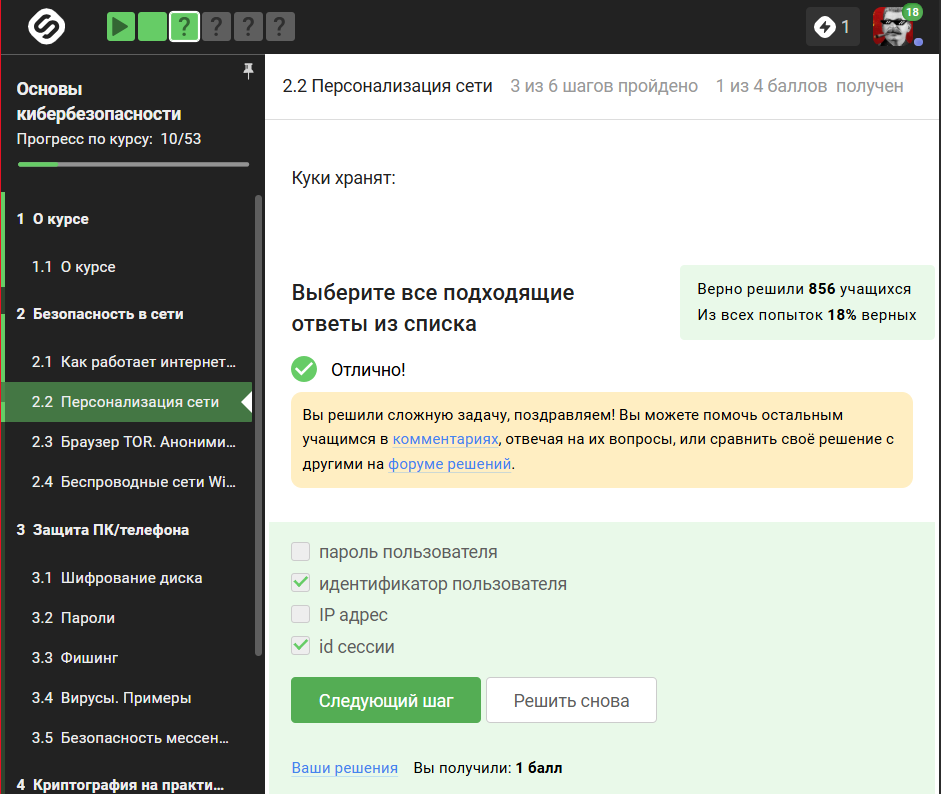 ? ? ? ?
1
18
Основы
кибербезопасности
Прогресс по курсу: 10/53
1 О курсе
1.1 О курсе
2 Безопасность в сети
2.1 Как работает интернет...
2.2 Персонализация сети
2.3 Браузер TOR. Аноними...
2.4 Беспроводные сети Wi...
3 Защита ПК/телефона
3.1 Шифрование диска
3.2 Пароли
3.3 Фишинг
3.4 Вирусы. Примеры
3.5 Безопасность мессен...
4 Криптография на практи...
2.2 Персонализация сети 3 из 6 шагов пройдено 1 из 4 баллов получен
Куки хранят:
Выберите все подходящие
ответы из списка
Верно решили 856 учащихся
Из всех попыток 18% верных
Отлично!
Вы решили сложную задачу, поздравляем! Вы можете помочь остальным
учащимся в комментариях, отвечая на их вопросы, или сравнить своё решение с
другими на форуме решений.
пароль пользователя
идентификатор пользователя
IP адрес
id сессии
Следующий шаг Решить снова
Ваши решения Вы получили: 1 балл